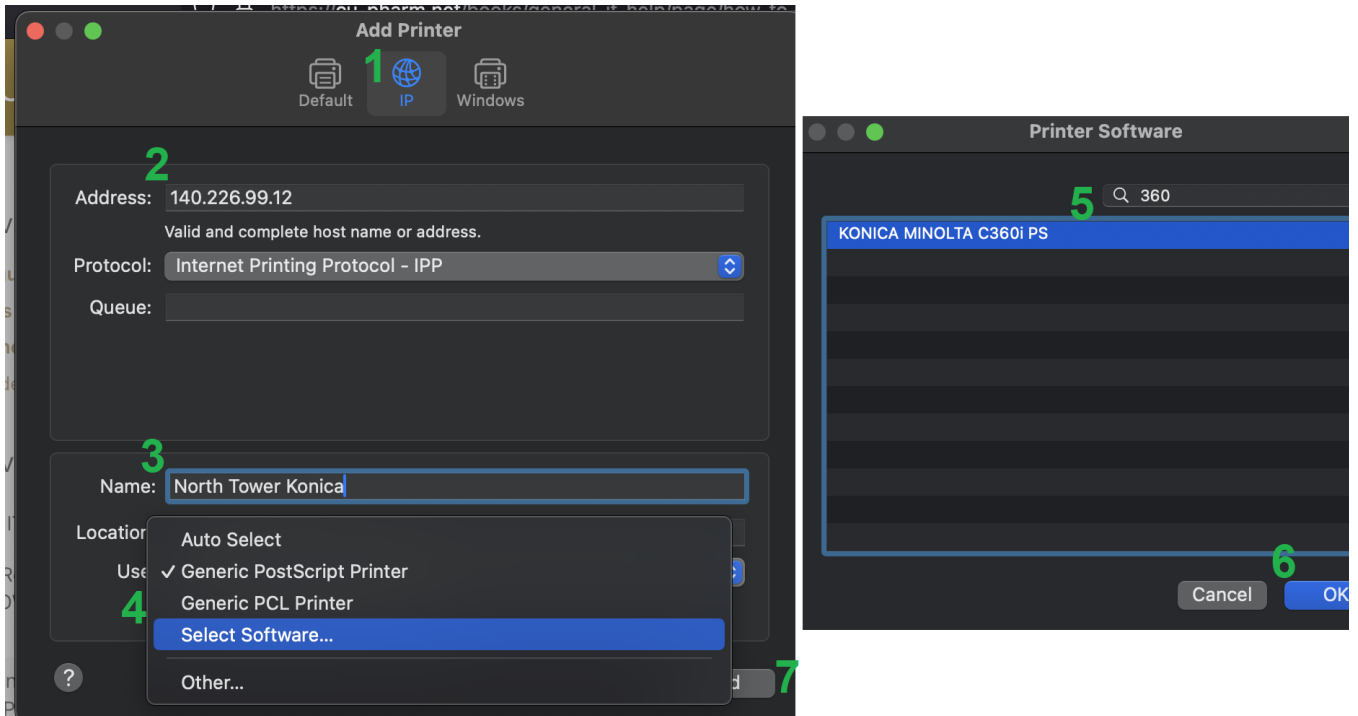 Add Printer
1
Default
IP
Windows
2
Address: 140.226.99.12
Valid and complete host name or address.
Protocol: Internet Printing Protocol - IPP
Queue:
3
Name: North Tower Konica
Location
Use
Auto Select
✓ Generic PostScript Printer
Generic PCL Printer
4
Select Software...
Other...
?
7
Printer Software
5
360
KONICA MINOLTA C360i PS
6
Cancel
OK